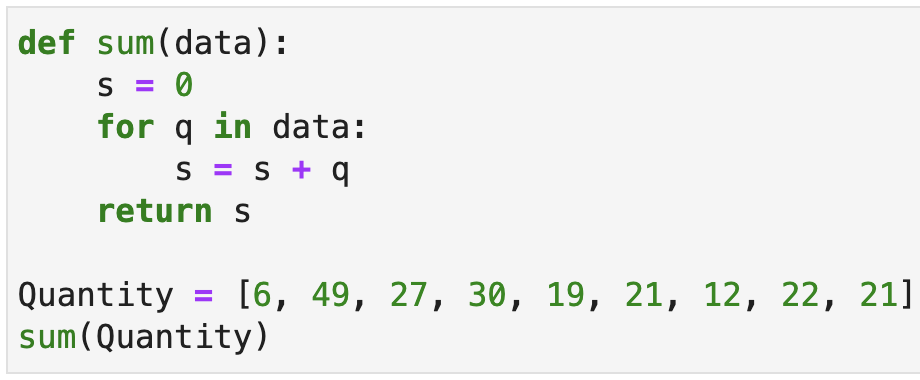 def sum(data):
    s = 0
    for q in data:
        s = s + q
    return s

Quantity = [6, 49, 27, 30, 19, 21, 12, 22, 21]
sum(Quantity)